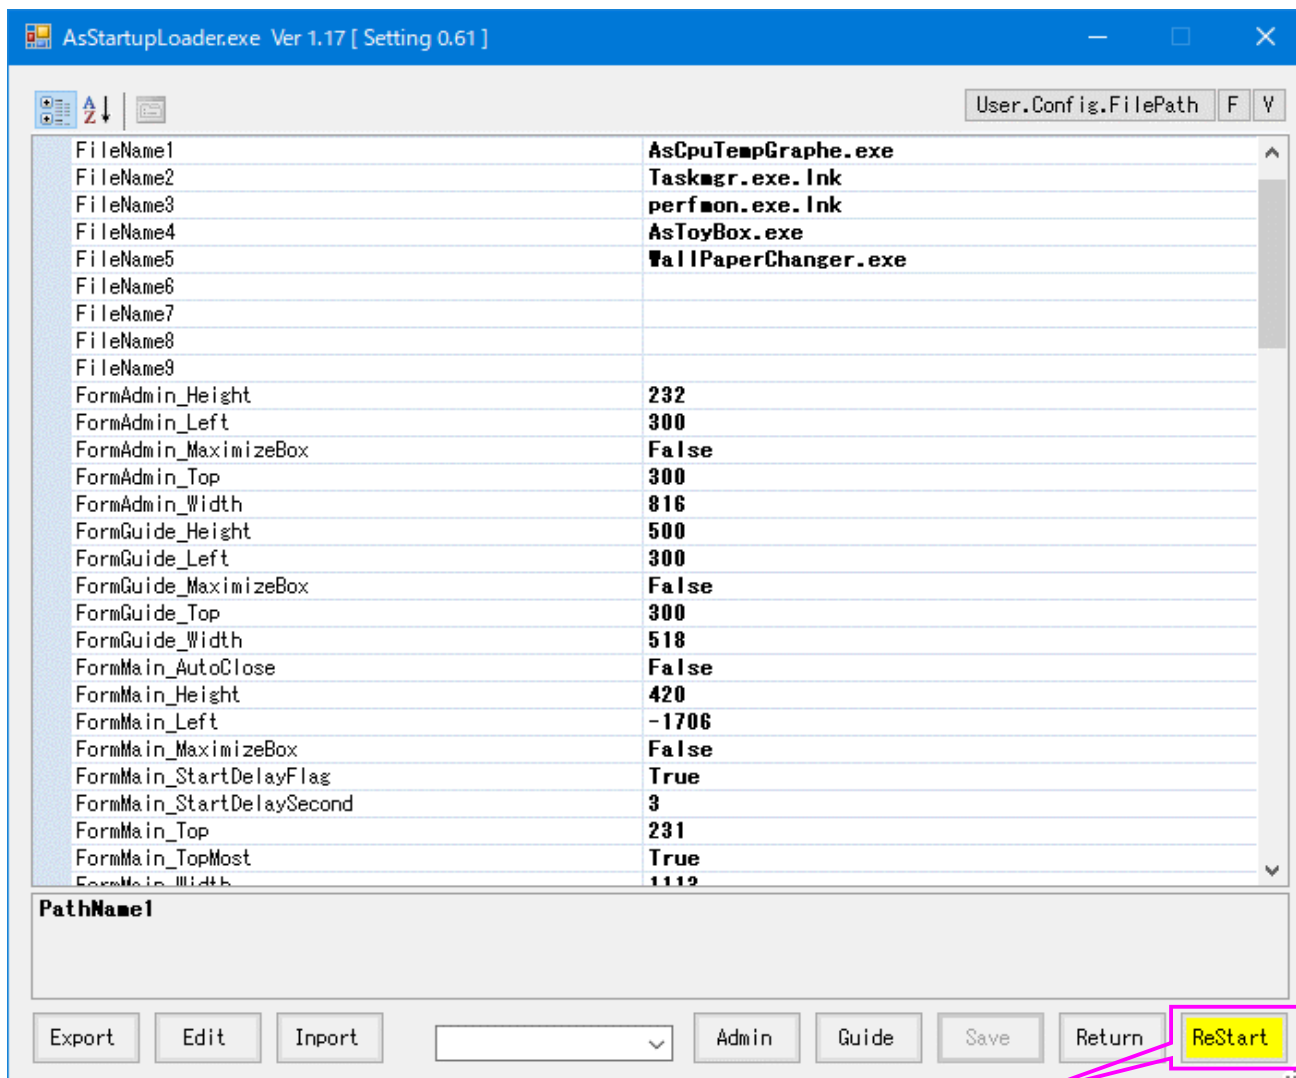 AsStartupLoader.exe Ver 1.17 [ Setting 0.61 ]
User.Config.FilePath F V
FileName1 AsCpuTempGraphe.exe
FileName2 Taskmgr.exe.lnk
FileName3 perfmon.exe.lnk
FileName4 AsToyBox.exe
FileName5 WallPaperChanger.exe
FileName6
FileName7
FileName8
FileName9
FormAdmin_Height 232
FormAdmin_Left 300
FormAdmin_MaximizeBox False
FormAdmin_Top 300
FormAdmin_Width 816
FormGuide_Height 500
FormGuide_Left 300
FormGuide_MaximizeBox False
FormGuide_Top 300
FormGuide_Width 518
FormMain_AutoClose False
FormMain_Height 420
FormMain_Left -1706
FormMain_MaximizeBox False
FormMain_StartDelayFlag True
FormMain_StartDelaySecond 3
FormMain_Top 231
FormMain_TopMost True
FormMain_Width 1112
PathName1
Export Edit Inport Admin Guide Save Return ReStart